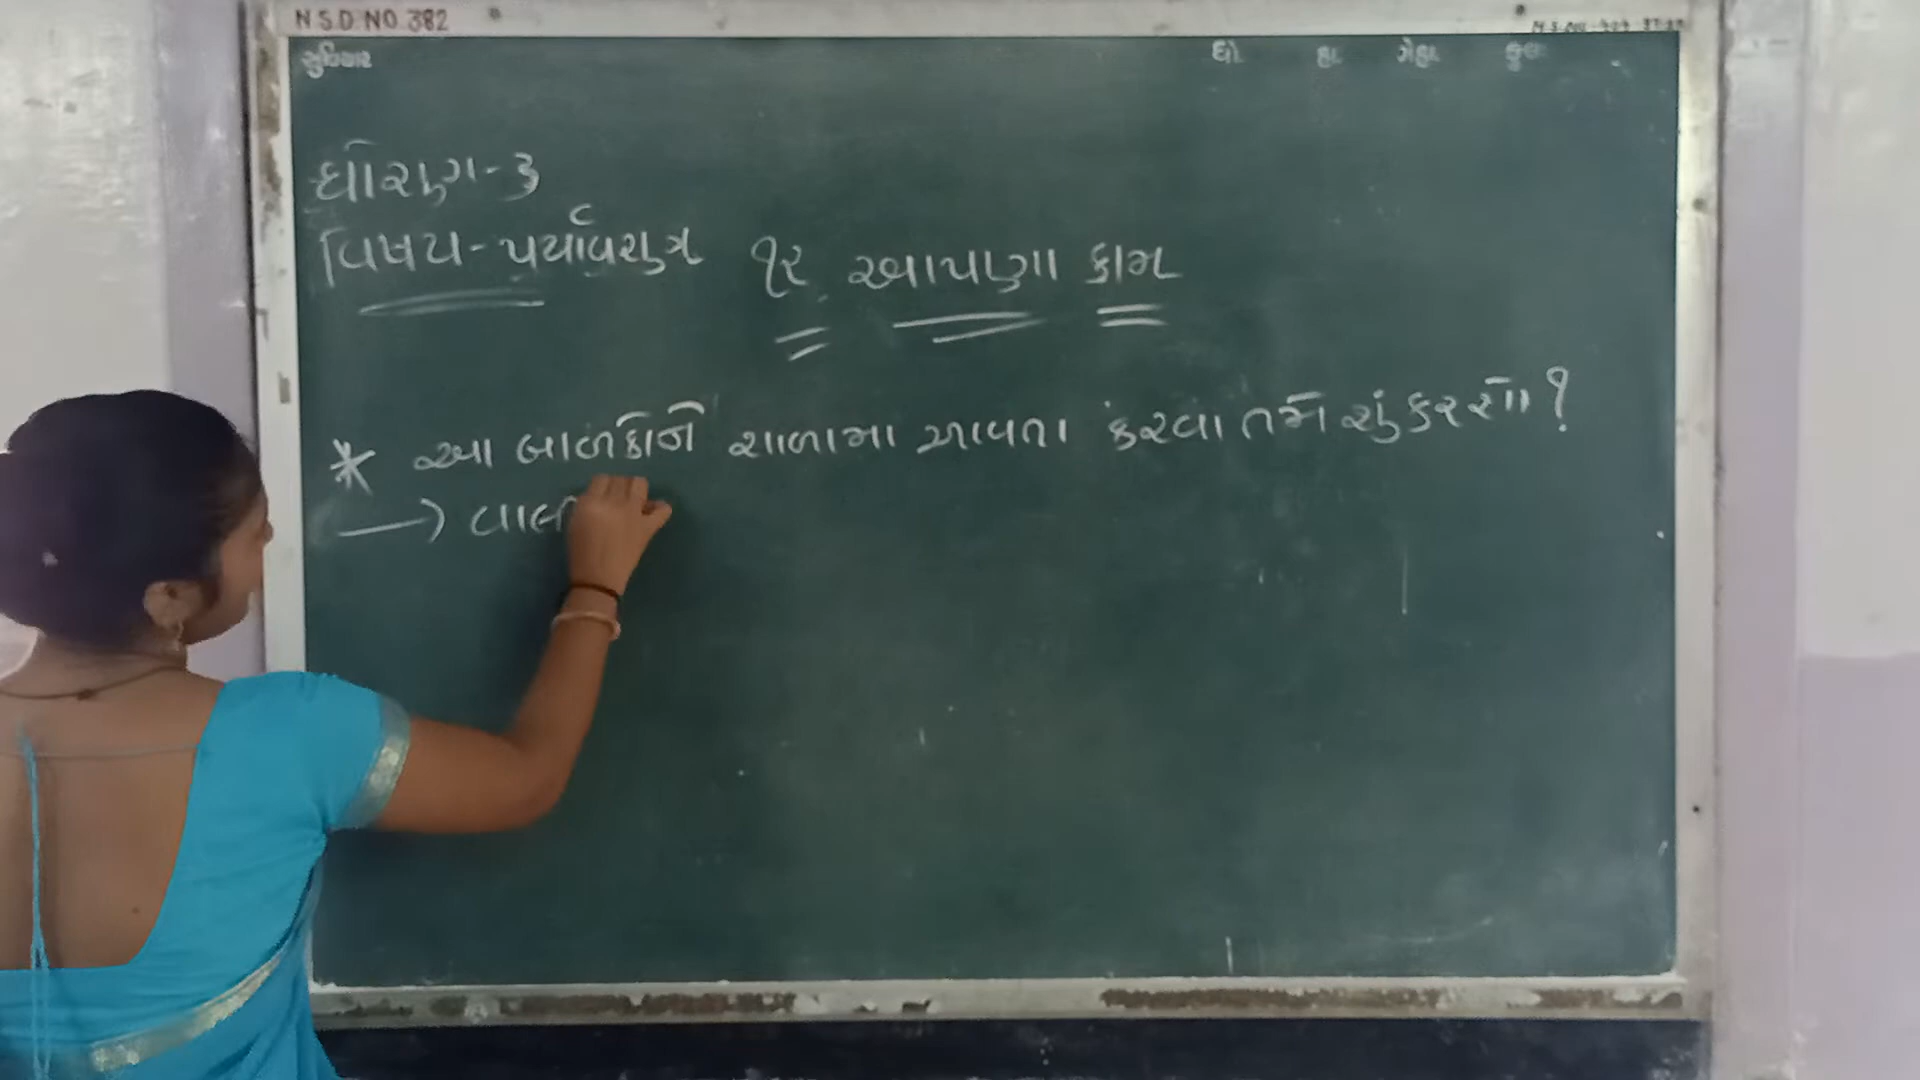 N.S.D. NO. 382
સુવિચાર ધો. હા. ગેહા. કુલ
ધોરણ-૩
વિષય-પર્યાવરણ
૧૨. આપણા કામ
* આ બાળકોને શાળામા આવતા કરવા તમે શું કરશો ?
→ વાલ